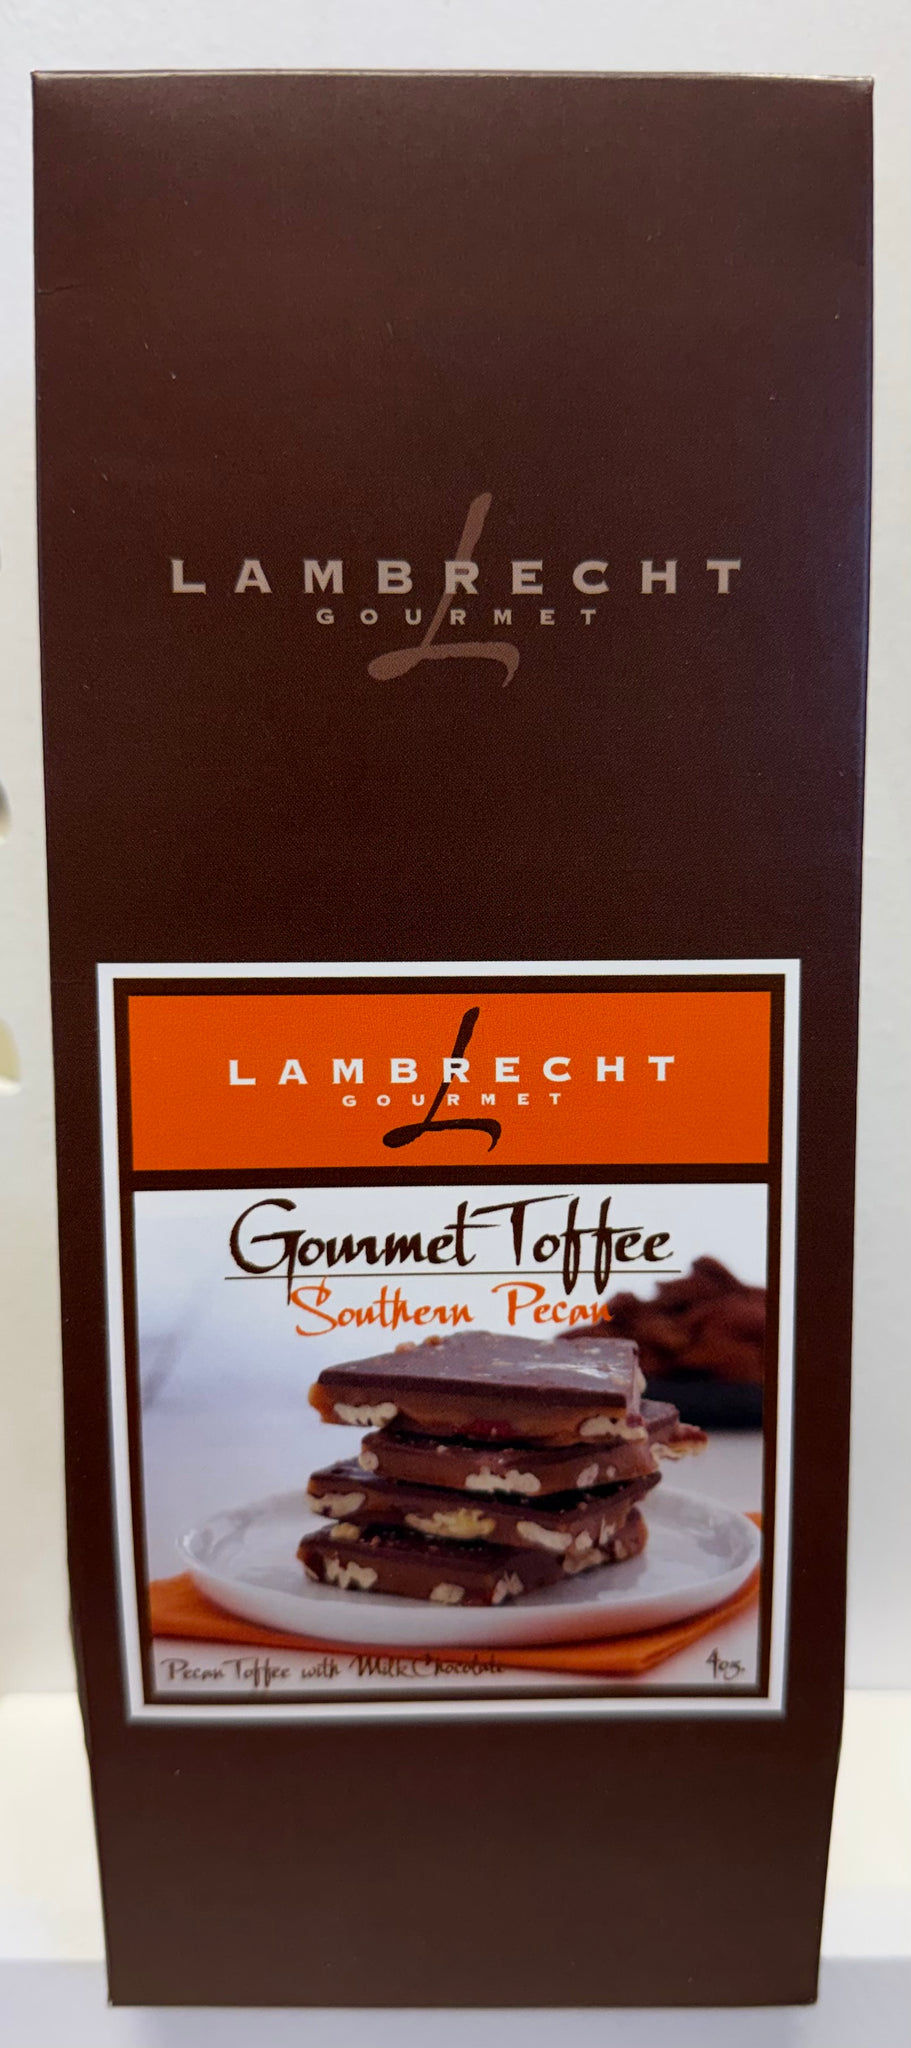 LAMBRECHT
GOURMET
L
LAMBRECHT
GOURMET
L
Gourmet Toffee
Southern Pecan
Pecan Toffee with Milk Chocolate
4oz.